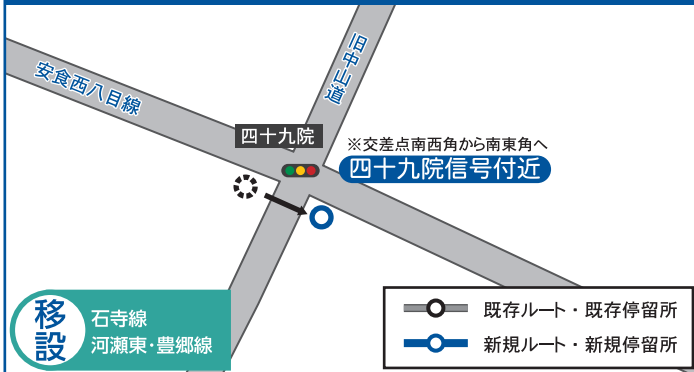 旧中山道
安食西八目線
四十九院
※交差点南西角から南東角へ
四十九院信号付近
移設
石寺線
河瀬東・豊郷線
既存ルート・既存停留所
新規ルート・新規停留所